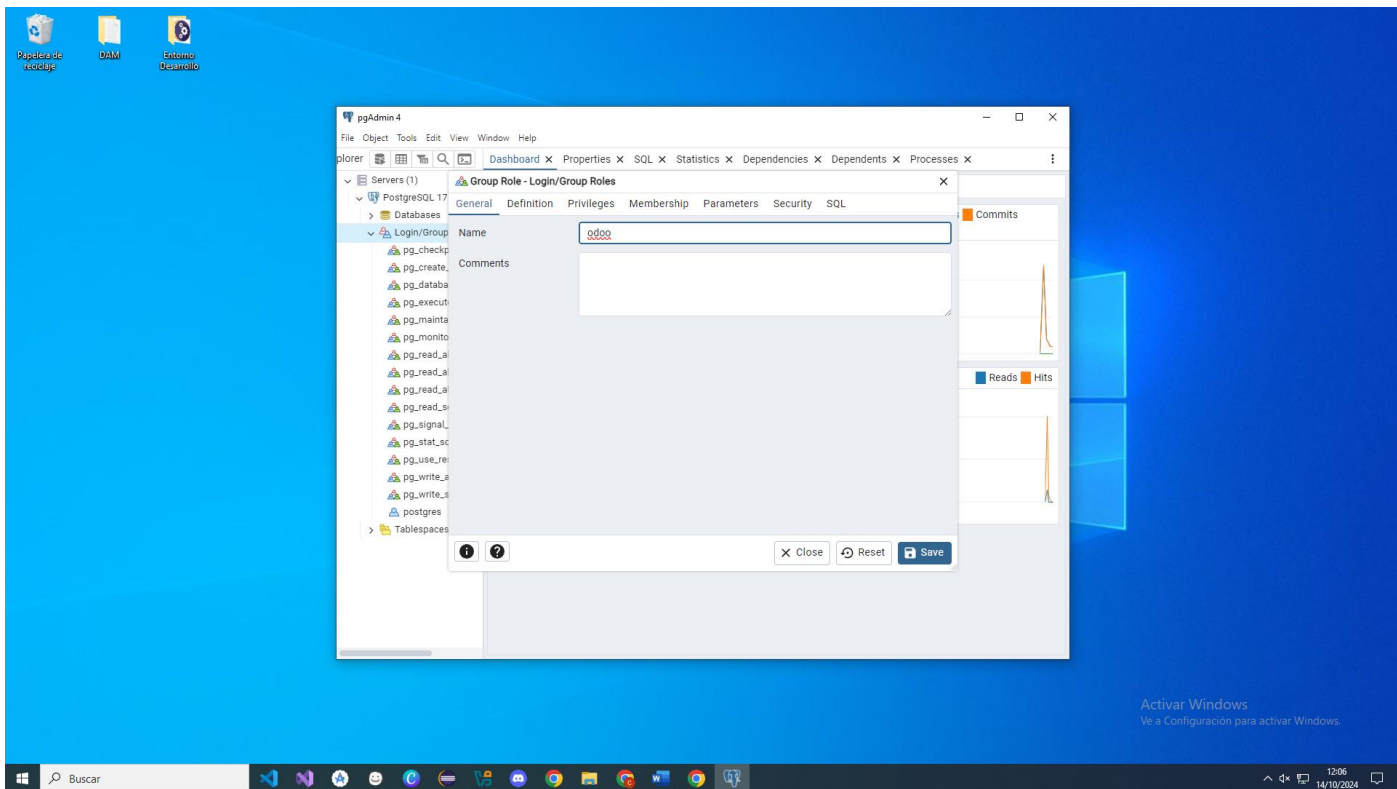 Papelera de
reciclaje
DAM
Entorno
Desarrollo
pgAdmin 4
File Object Tools Edit View Window Help
plorer
Dashboard Properties SQL Statistics Dependencies Dependents Processes
Servers (1)
PostgreSQL 17
Databases
Login/Group
pg_checkp
pg_create_
pg_databa
pg_execut
pg_mainta
pg_monito
pg_read_a
pg_read_a
pg_read_a
pg_read_s
pg_signal_
pg_stat_sc
pg_use_re
pg_write_a
pg_write_s
postgres
Tablespaces
Group Role - Login/Group Roles
General Definition Privileges Membership Parameters Security SQL
Name
odoo
Comments
Close Reset Save
Commits
Reads Hits
Activar Windows
Ve a Configuración para activar Windows.
Buscar
12:06
14/10/2024